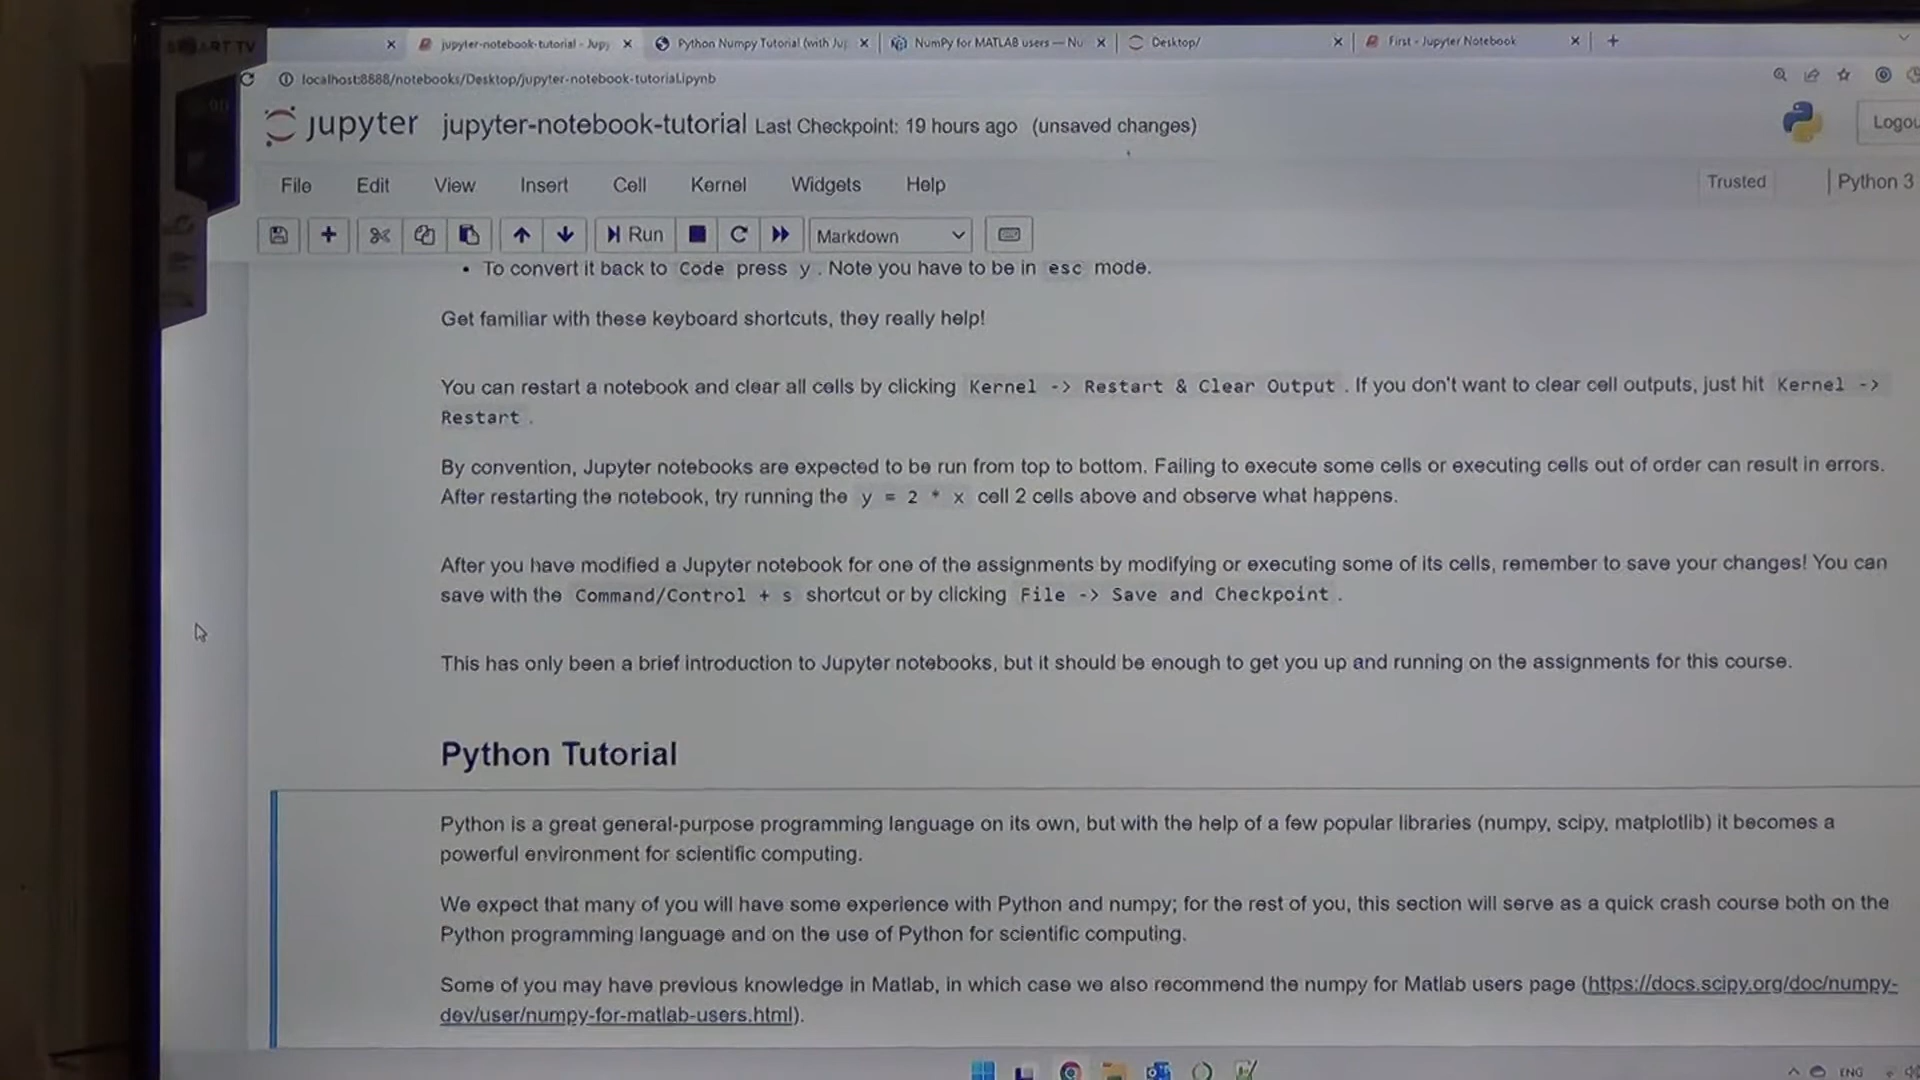 SMART TV
jupyter-notebook-tutorial - Jupy
Python Numpy Tutorial (with Jup
NumPy for MATLAB users — Nu
Desktop/
First - Jupyter Notebook
localhost:8888/notebooks/Desktop/jupyter-notebook-tutorial.ipynb
jupyter jupyter-notebook-tutorial Last Checkpoint: 19 hours ago (unsaved changes)
Logou
File Edit View Insert Cell Kernel Widgets Help
Trusted Python 3
Run Markdown
• To convert it back to Code press y . Note you have to be in esc mode.
Get familiar with these keyboard shortcuts, they really help!
You can restart a notebook and clear all cells by clicking Kernel -> Restart & Clear Output . If you don't want to clear cell outputs, just hit Kernel ->
Restart .
By convention, Jupyter notebooks are expected to be run from top to bottom. Failing to execute some cells or executing cells out of order can result in errors.
After restarting the notebook, try running the y = 2 * x cell 2 cells above and observe what happens.
After you have modified a Jupyter notebook for one of the assignments by modifying or executing some of its cells, remember to save your changes! You can
save with the Command/Control + s shortcut or by clicking File -> Save and Checkpoint .
This has only been a brief introduction to Jupyter notebooks, but it should be enough to get you up and running on the assignments for this course.
Python Tutorial
Python is a great general-purpose programming language on its own, but with the help of a few popular libraries (numpy, scipy, matplotlib) it becomes a
powerful environment for scientific computing.
We expect that many of you will have some experience with Python and numpy; for the rest of you, this section will serve as a quick crash course both on the
Python programming language and on the use of Python for scientific computing.
Some of you may have previous knowledge in Matlab, in which case we also recommend the numpy for Matlab users page (https://docs.scipy.org/doc/numpy-
dev/user/numpy-for-matlab-users.html).
ENG